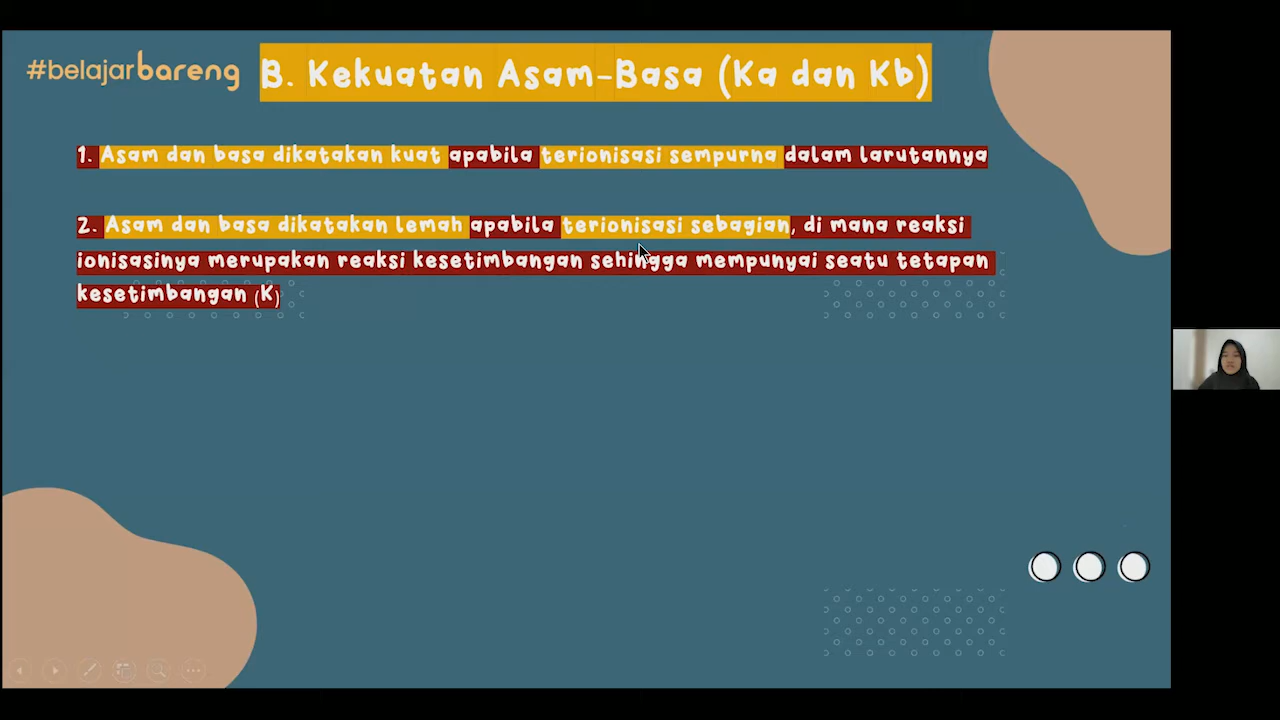 #belajarbareng
B. Kekuatan Asam-Basa (Ka dan Kb)
1. Asam dan basa dikatakan kuat apabila terionisasi sempurna dalam larutannya
2. Asam dan basa dikatakan lemah apabila terionisasi sebagian, di mana reaksi
ionisasinya merupakan reaksi kesetimbangan sehingga mempunyai seatu tetapan
kesetimbangan (K)